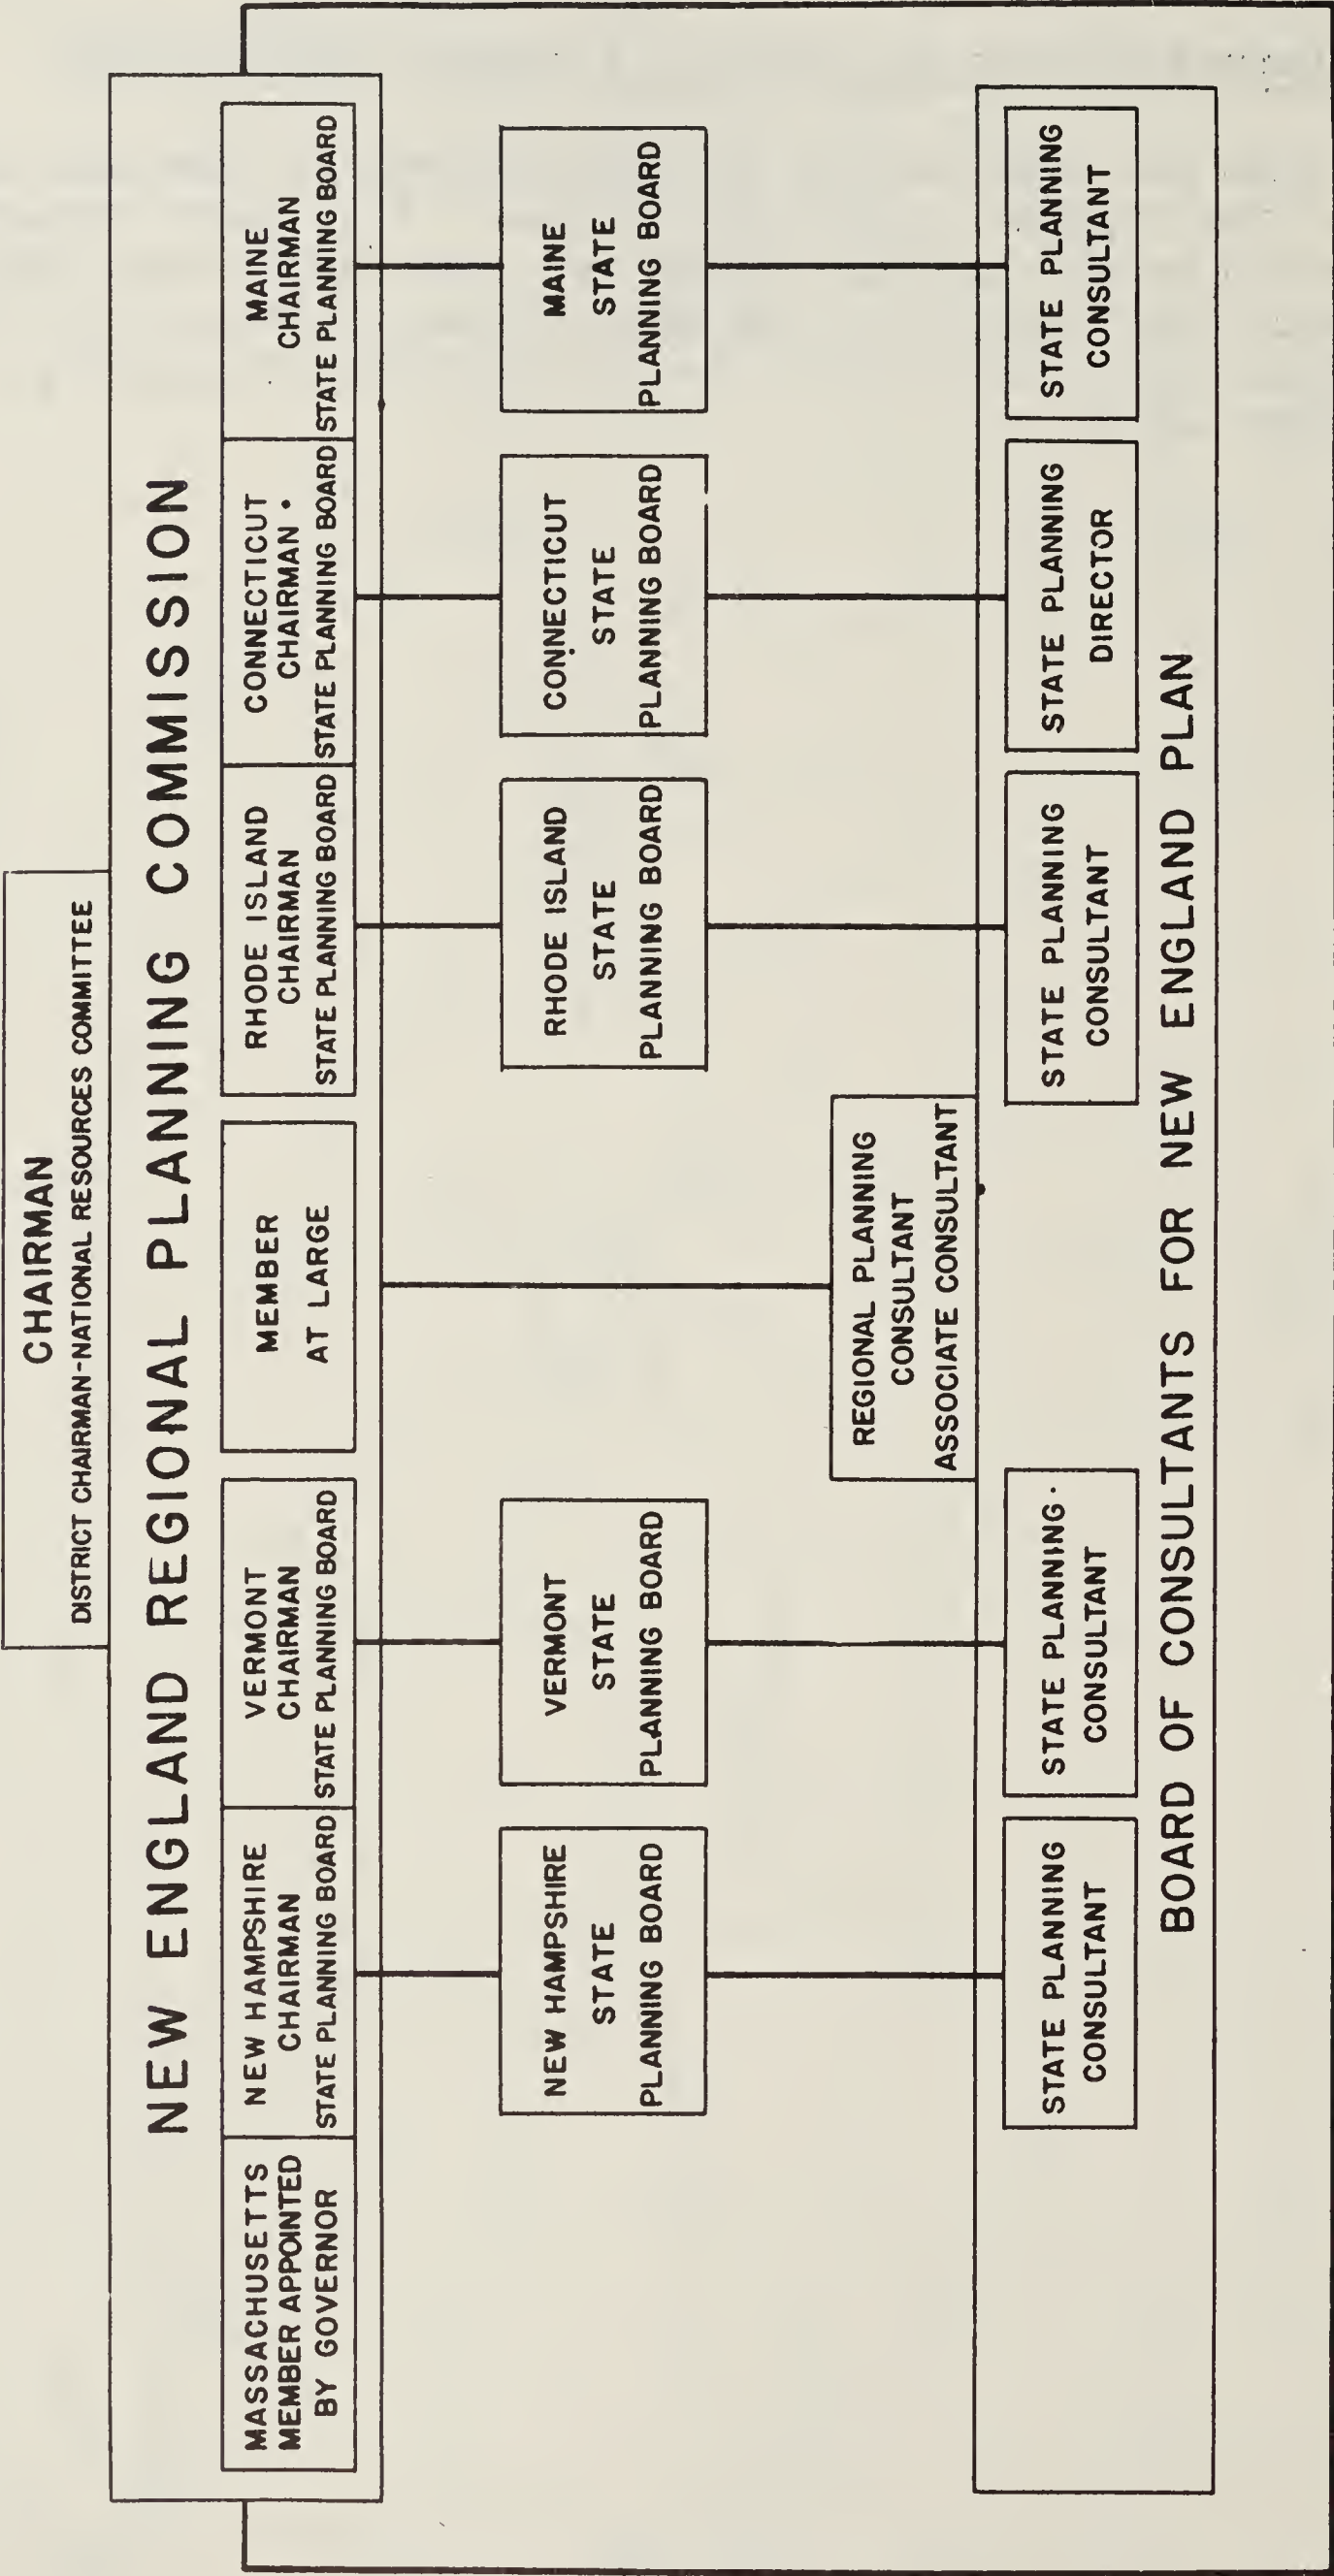 CHAIRMAN
DISTRICT CHAIRMAN-NATIONAL RESOURCES COMMITTEE
NEW ENGLAND REGIONAL PLANNING COMMISSION
MASSACHUSETTS
MEMBER APPOINTED
BY GOVERNOR
NEW HAMPSHIRE
CHAIRMAN
STATE PLANNING BOARD
VERMONT
CHAIRMAN
STATE PLANNING BOARD
MEMBER
AT LARGE
RHODE ISLAND
CHAIRMAN
STATE PLANNING BOARD
CONNECTICUT
CHAIRMAN
STATE PLANNING BOARD
MAINE
CHAIRMAN
STATE PLANNING BOARD
NEW HAMPSHIRE
STATE
PLANNING BOARD
VERMONT
STATE
PLANNING BOARD
RHODE ISLAND
STATE
PLANNING BOARD
CONNECTICUT
STATE
PLANNING BOARD
MAINE
STATE
PLANNING BOARD
REGIONAL PLANNING
CONSULTANT
ASSOCIATE CONSULTANT
STATE PLANNING
CONSULTANT
STATE PLANNING
CONSULTANT
STATE PLANNING
CONSULTANT
STATE PLANNING
DIRECTOR
STATE PLANNING
CONSULTANT
BOARD OF CONSULTANTS FOR NEW ENGLAND PLAN